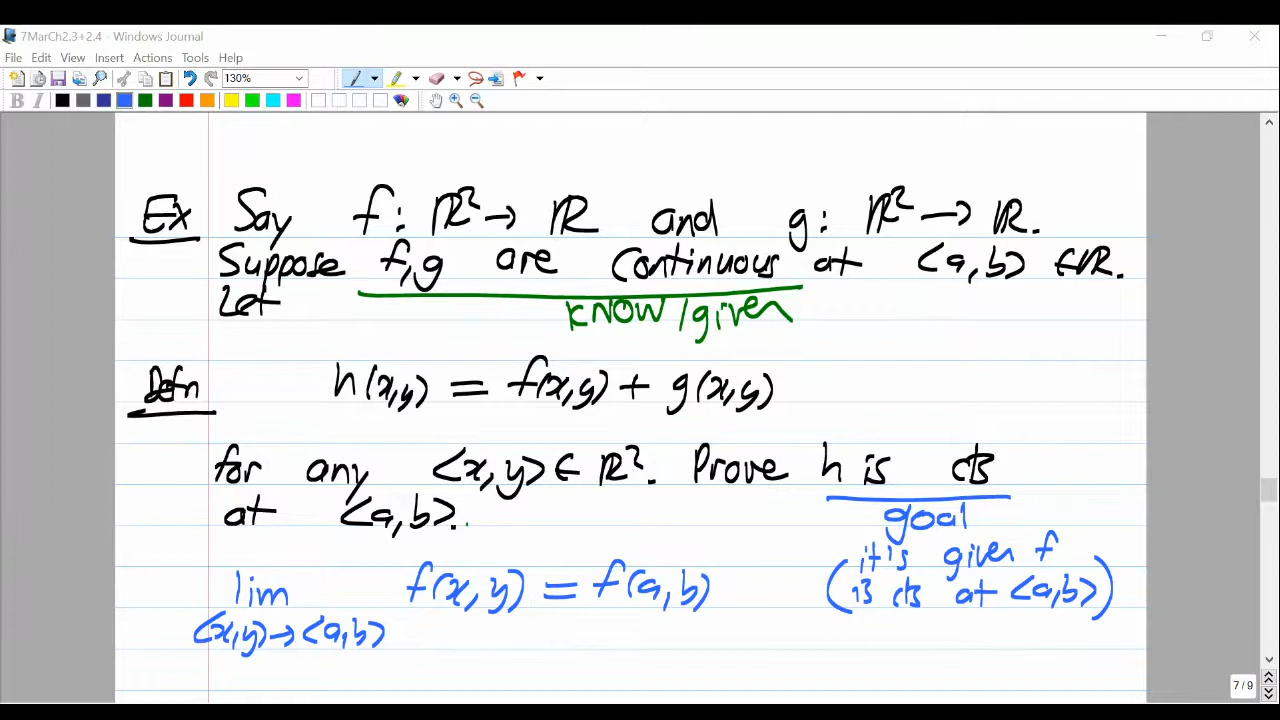 7MarCh2.3+2.4 - Windows Journal
File Edit View Insert Actions Tools Help
130%
B I
Ex Say f: ℝ² → ℝ and g: ℝ² → ℝ.
Suppose f,g are continuous at <a,b> ∈ ℝ.
Let
know/given
Defn h(x,y) = f(x,y) + g(x,y)
for any <x,y> ∈ ℝ². Prove h is cts
at <a,b>.
goal
lim f(x,y) = f(a,b)
<x,y>→<a,b>
(it is given f
is cts at <a,b>)
7 / 9